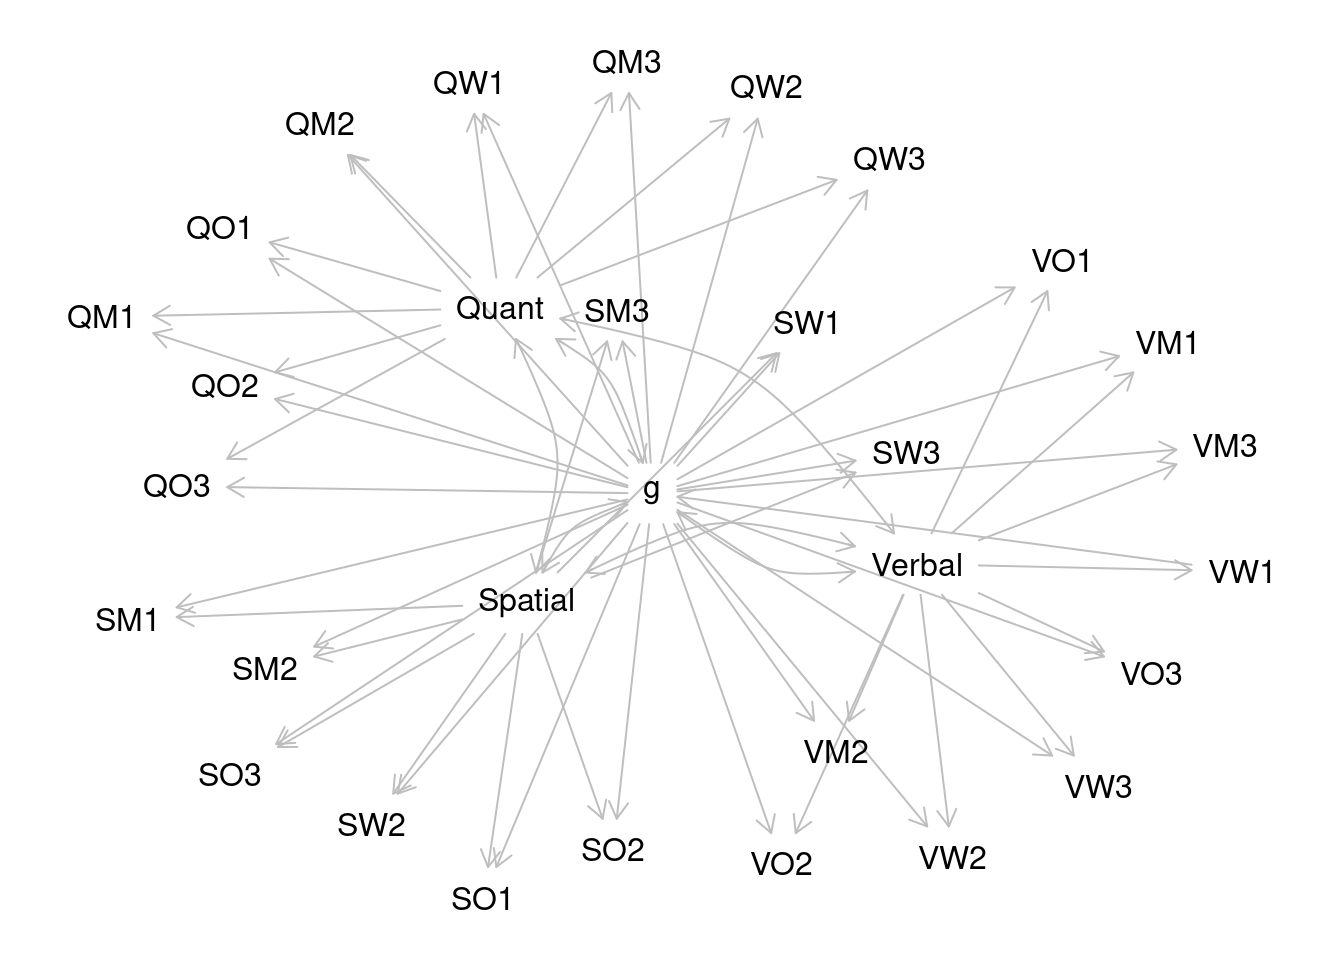 QM3
QW1
QW2
QM2
QW3
QO1
VO1
Quant
SM3
QM1
SW1
VM1
QO2
VM3
SW3
QO3
g
Verbal
VW1
Spatial
SM1
SM2
VO3
VM2
SO3
VW3
SW2
SO2
VW2
VO2
SO1